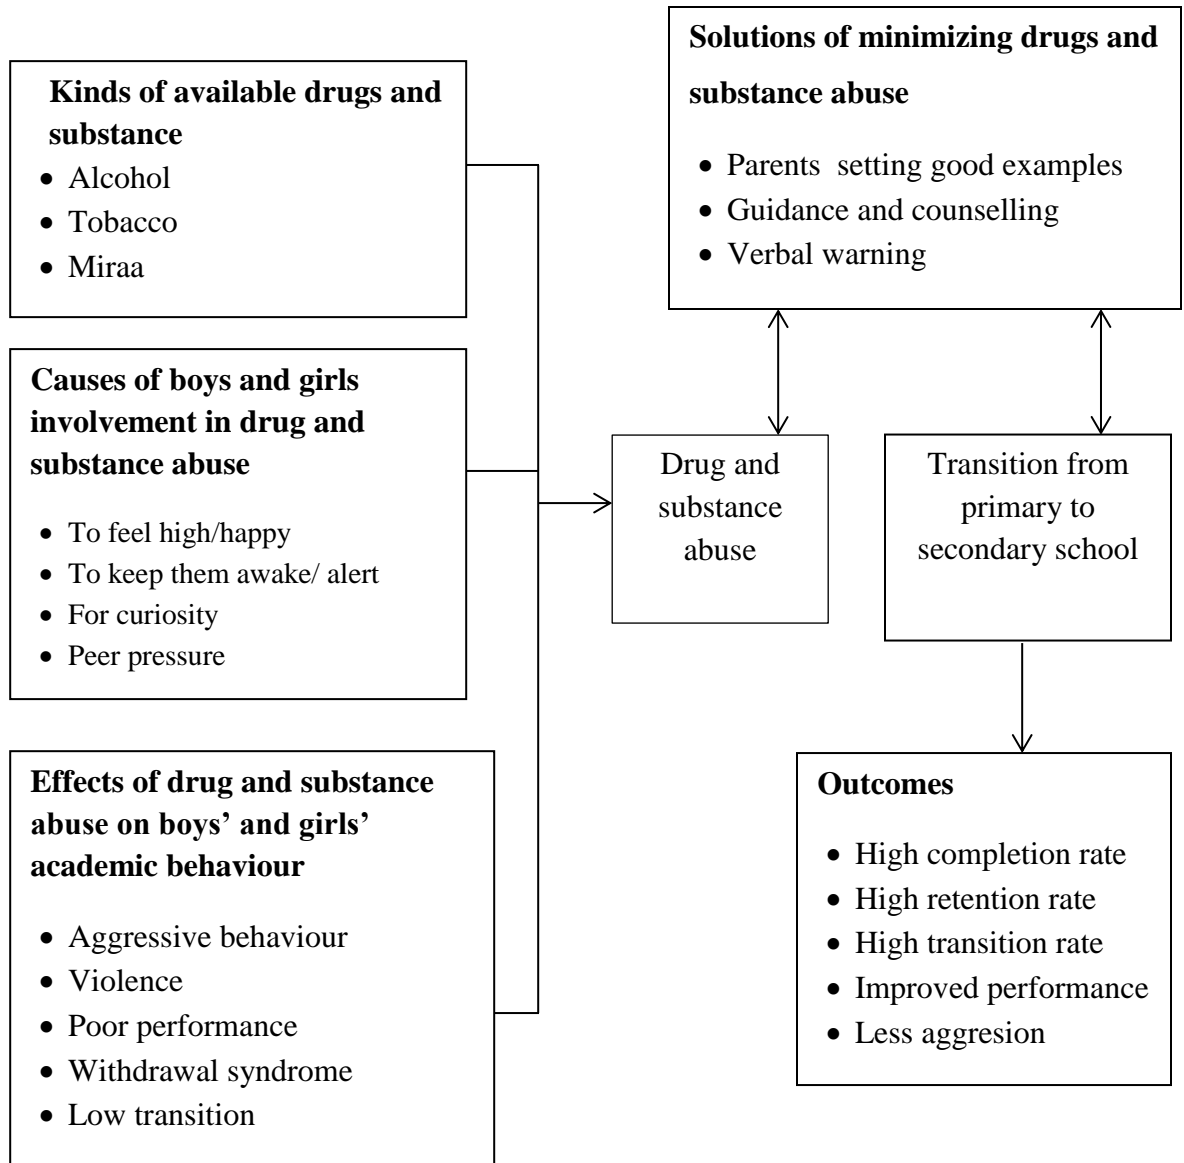 Kinds of available drugs and
substance
• Alcohol
• Tobacco
• Miraa
Causes of boys and girls
involvement in drug and
substance abuse
• To feel high/happy
• To keep them awake/ alert
• For curiosity
• Peer pressure
Effects of drug and substance
abuse on boys’ and girls’
academic behaviour
• Aggressive behaviour
• Violence
• Poor performance
• Withdrawal syndrome
• Low transition
Solutions of minimizing drugs and
substance abuse
• Parents  setting good examples
• Guidance and counselling
• Verbal warning
Drug and
substance
abuse
Transition from
primary to
secondary school
Outcomes
• High completion rate
• High retention rate
• High transition rate
• Improved performance
• Less aggresion